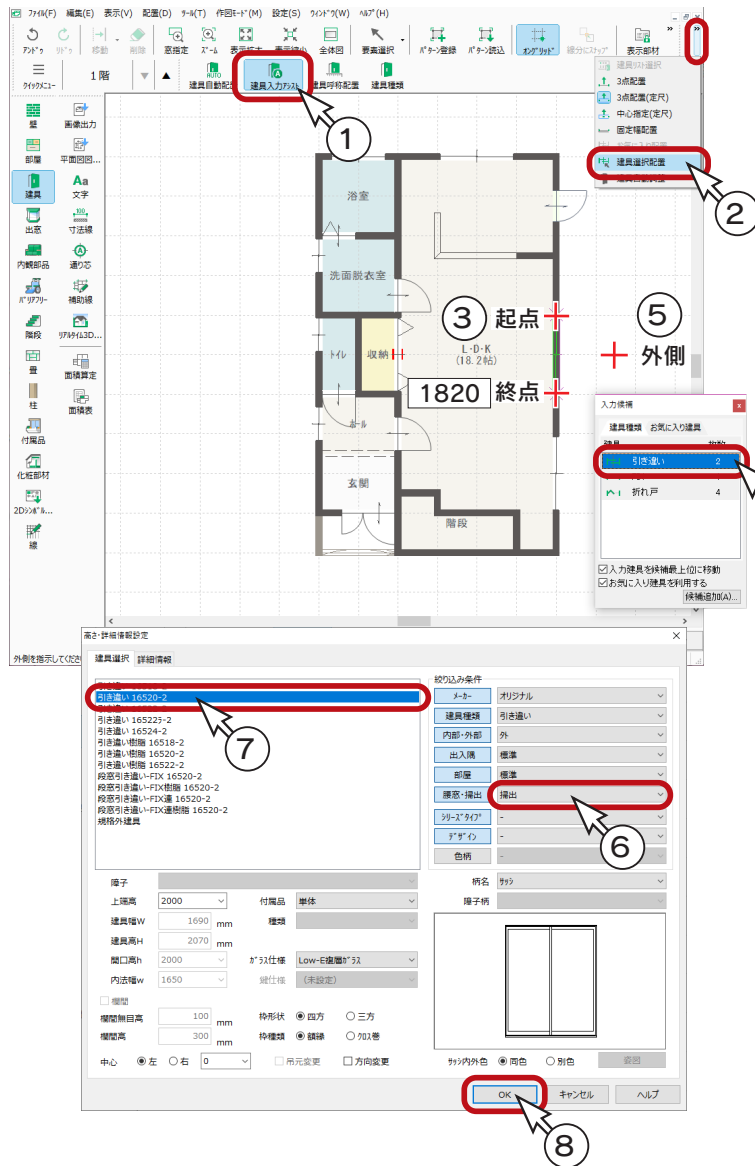 ﾌｧｲﾙ(F) 編集(E) 表示(V) 配置(D) ﾂｰﾙ(T) 作図ﾓｰﾄﾞ(M) 設定(S) ｳｨﾝﾄﾞｳ(W) ﾍﾙﾌﾟ(H)
ｱﾝﾄﾞｩ ﾘﾄﾞｩ 移動 削除 窓指定 ｽﾞｰﾑ 表示拡大 表示縮小 全体図 要素選択 ﾊﾟﾀｰﾝ登録 ﾊﾟﾀｰﾝ読込 ｵﾝｸﾞﾘｯﾄﾞ 線分にｽﾅｯﾌﾟ 表示部材
ｸｲｯｸﾒﾆｭｰ 1階 建具自動配置 建具入力ｱｼｽﾄ 建具呼称配置 建具種類
建具ﾘｽﾄ選択
3点配置
3点配置(定尺)
中心指定(定尺)
固定幅配置
建具選択配置
建具自動調整
1
2
壁 画像出力
部屋 平面図図...
建具 文字
出窓 寸法線
内観部品 通り芯
ﾊﾞﾘｱﾌﾘｰ 補助線
階段 ﾘｱﾙﾀｲﾑ3D...
畳 面積算定
柱 面積表
付属品
化粧部材
2Dｼﾝﾎﾞﾙ...
線
浴室
洗面脱衣室
ﾄｲﾚ 収納
L・D・K
(18.2帖)
ﾎｰﾙ
玄関
階段
3 起点
1820 終点
5
外側
入力候補
建具種類 お気に入り建具
建具 枚数
引き違い 2
折れ戸 4
入力建具を候補最上位に移動
お気に入り建具を利用する
候補追加(A)...
外側を指示してくださ
高さ・詳細情報設定
建具選択 詳細情報
引き違い 16520-2
引き違い 16522ﾗ-2
引き違い 16524-2
引き違い樹脂 16518-2
引き違い樹脂 16520-2
引き違い樹脂 16522-2
段窓引き違い-FIX 16520-2
段窓引き違い-FIX樹脂 16520-2
段窓引き違い-FIX連 16520-2
段窓引き違い-FIX連樹脂 16520-2
規格外建具
7
絞り込み条件
ﾒｰｶｰ ｵﾘｼﾞﾅﾙ
建具種類 引き違い
内部・外部 外
出入隅 標準
部屋 標準
腰窓・掃出 掃出
ｼﾘｰｽﾞﾀｲﾌﾟ -
ﾃﾞｻﾞｲﾝ -
色柄 -
6
障子
上端高 2000 付属品 単体
建具幅W 1690 mm 種類
建具高H 2070 mm
開口高h 2000 ｶﾞﾗｽ仕様 Low-E複層ｶﾞﾗｽ
内法幅w 1650 鍵仕様 (未設定)
欄間
欄間無目高 100 mm 枠形状 四方 三方
欄間高 300 mm 枠種類 額縁 ｸﾛｽ巻
中心 左 右 0 吊元変更 方向変更
柄名 ｻｯｼ
障子柄
ｻｯｼ内外色 同色 別色 姿図
OK ｷｬﾝｾﾙ ﾍﾙﾌﾟ
8